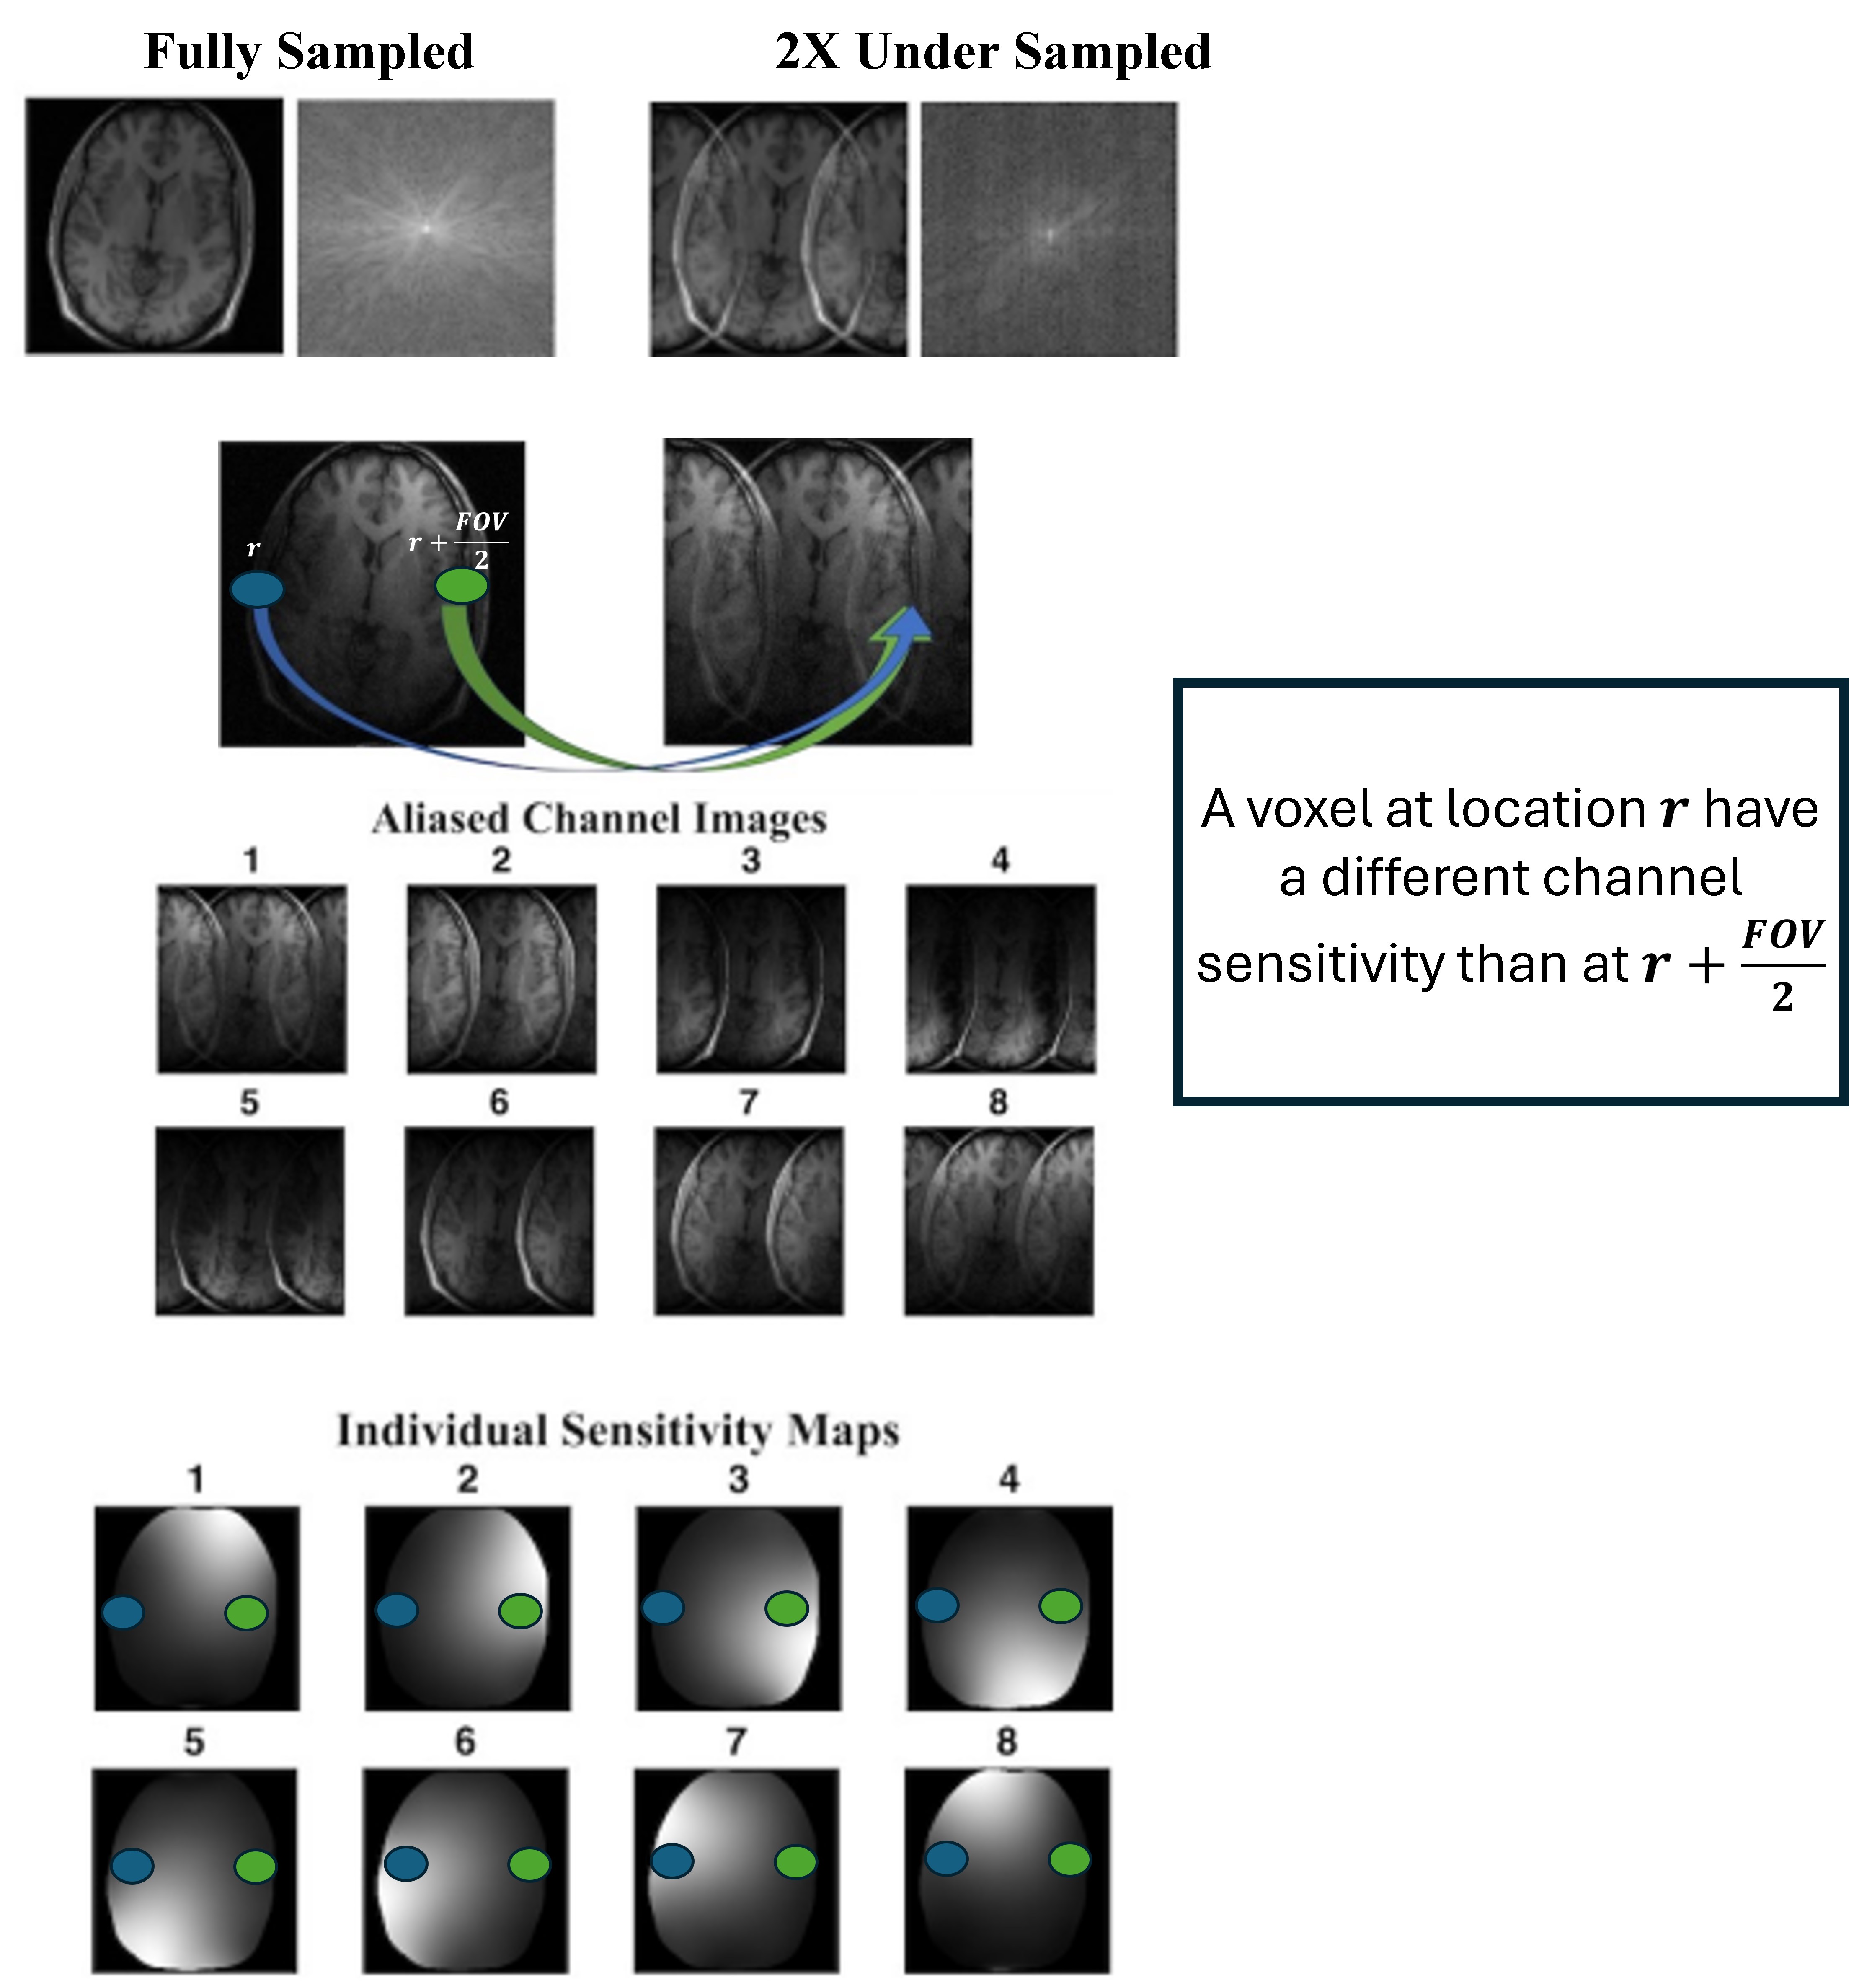 Fully Sampled
2X Under Sampled
r
r + FOV/2
Aliased Channel Images
1 2 3 4
5 6 7 8
A voxel at location r have
a different channel
sensitivity than at r + FOV/2
Individual Sensitivity Maps
1 2 3 4
5 6 7 8